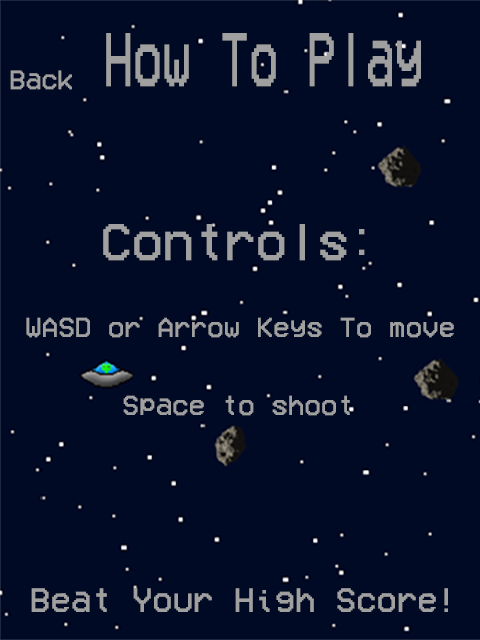 How To Play
Back
Controls:
WASD or Arrow Keys To move
Space to shoot
Beat Your High Score!